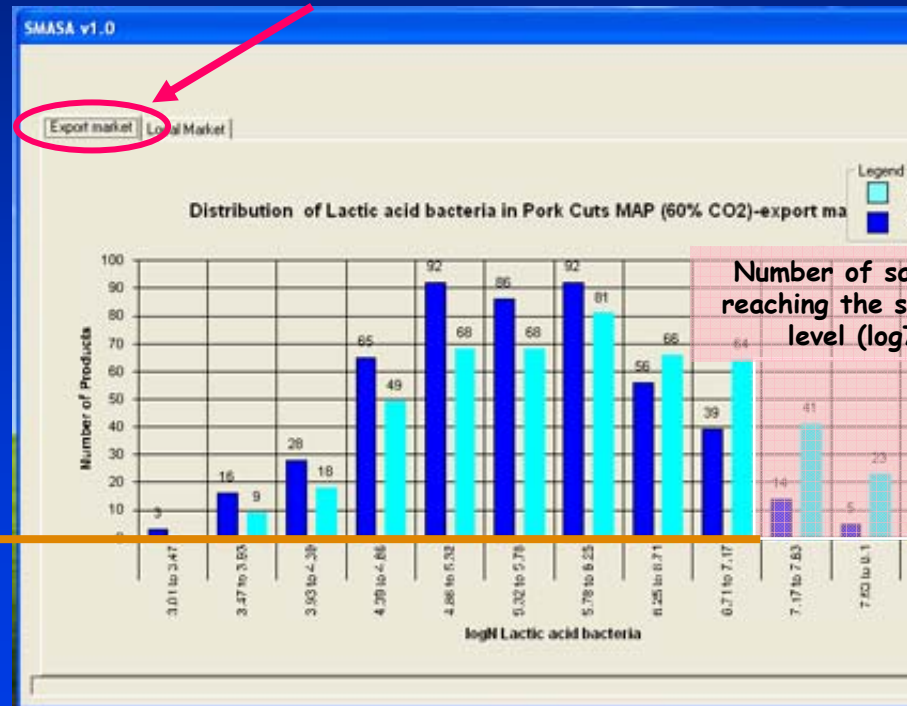 SMASA v1.0
Export market
Local Market
Legend
Distribution of Lactic acid bacteria in Pork Cuts MAP (60% CO2)-export ma
Number of
reaching the
level
Number of Products
100
90
80
70
60
50
40
30
20
10
0
3
16
9
28
18
65
49
92
68
86
68
92
81
56
66
39
64
14
41
5
23
3.01 to 3.47
3.47 to 3.93
3.93 to 4.39
4.39 to 4.86
4.86 to 5.32
5.32 to 5.78
5.78 to 6.25
6.25 to 6.71
6.71 to 7.17
7.17 to 7.63
7.63 to 8.1
logN Lactic acid bacteria